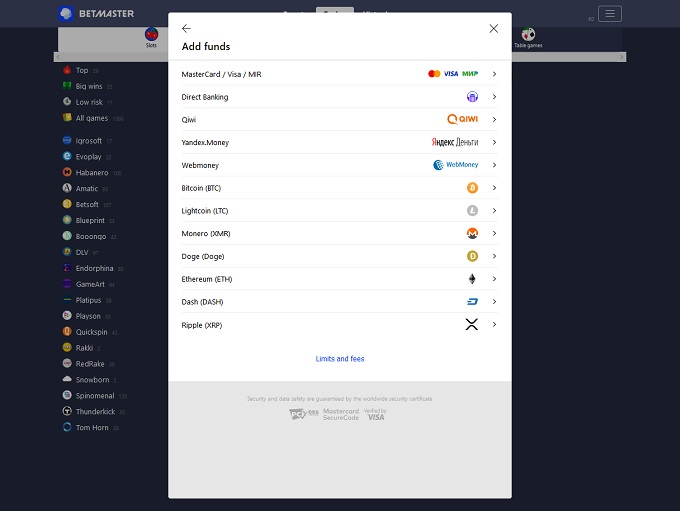 BETMASTER
Add funds
Slots
Table games
MasterCard / Visa / MIR VISA МИР
Direct Banking
Qiwi QIWI
Yandex.Money Яндекс Деньги
Webmoney WebMoney
Bitcoin (BTC)
Lightcoin (LTC)
Monero (XMR)
Doge (Doge)
Ethereum (ETH)
Dash (DASH)
Ripple (XRP)
Limits and fees
Security and data safety are guaranteed by the worldwide security certificate
PCI DSS Mastercard SecureCode Verified by VISA
Top
Big wins
Low risk
All games
Igrosoft
Evoplay
Habanero
Amatic
Betsoft
Blueprint
Booongo
DLV
Endorphina
GameArt
Platipus
Playson
Quickspin
Rakki
RedRake
Snowborn
Spinomenal
Thunderkick
Tom Horn